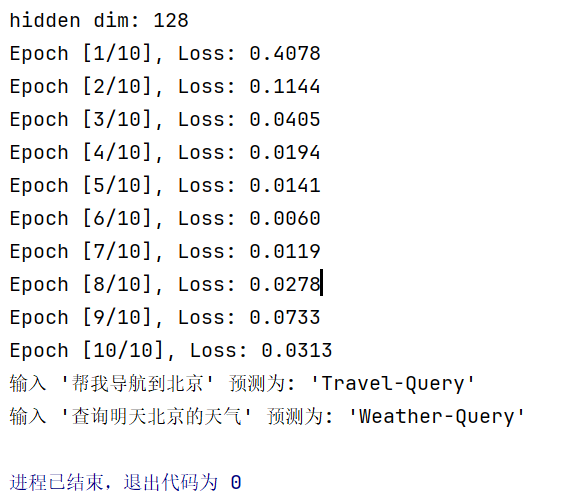 hidden dim: 128
Epoch [1/10], Loss: 0.4078
Epoch [2/10], Loss: 0.1144
Epoch [3/10], Loss: 0.0405
Epoch [4/10], Loss: 0.0194
Epoch [5/10], Loss: 0.0141
Epoch [6/10], Loss: 0.0060
Epoch [7/10], Loss: 0.0119
Epoch [8/10], Loss: 0.0278
Epoch [9/10], Loss: 0.0733
Epoch [10/10], Loss: 0.0313
输入 '帮我导航到北京' 预测为: 'Travel-Query'
输入 '查询明天北京的天气' 预测为: 'Weather-Query'
进程已结束，退出代码为 0